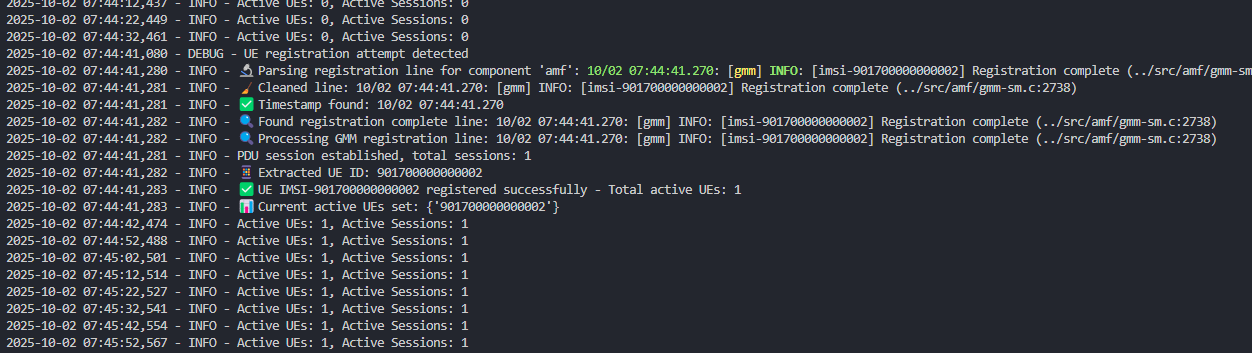 2025-10-02 07:44:12,437 - INFO - Active UEs: 0, Active Sessions: 0
2025-10-02 07:44:22,449 - INFO - Active UEs: 0, Active Sessions: 0
2025-10-02 07:44:32,461 - INFO - Active UEs: 0, Active Sessions: 0
2025-10-02 07:44:41,080 - DEBUG - UE registration attempt detected
2025-10-02 07:44:41,280 - INFO - 🔬 Parsing registration line for component 'amf': 10/02 07:44:41.270: [gmm] INFO: [imsi-901700000000002] Registration complete (../src/amf/gmm-sm
2025-10-02 07:44:41,281 - INFO - 🧹 Cleaned line: 10/02 07:44:41.270: [gmm] INFO: [imsi-901700000000002] Registration complete (../src/amf/gmm-sm.c:2738)
2025-10-02 07:44:41,281 - INFO - ✅ Timestamp found: 10/02 07:44:41.270
2025-10-02 07:44:41,282 - INFO - 🔍 Found registration complete line: 10/02 07:44:41.270: [gmm] INFO: [imsi-901700000000002] Registration complete (../src/amf/gmm-sm.c:2738)
2025-10-02 07:44:41,282 - INFO - 🔍 Processing GMM registration line: 10/02 07:44:41.270: [gmm] INFO: [imsi-901700000000002] Registration complete (../src/amf/gmm-sm.c:2738)
2025-10-02 07:44:41,281 - INFO - PDU session established, total sessions: 1
2025-10-02 07:44:41,282 - INFO - 🧵 Extracted UE ID: 901700000000002
2025-10-02 07:44:41,283 - INFO - ✅ UE IMSI-901700000000002 registered successfully - Total active UEs: 1
2025-10-02 07:44:41,283 - INFO - 📊 Current active UEs set: {'901700000000002'}
2025-10-02 07:44:42,474 - INFO - Active UEs: 1, Active Sessions: 1
2025-10-02 07:44:52,488 - INFO - Active UEs: 1, Active Sessions: 1
2025-10-02 07:45:02,501 - INFO - Active UEs: 1, Active Sessions: 1
2025-10-02 07:45:12,514 - INFO - Active UEs: 1, Active Sessions: 1
2025-10-02 07:45:22,527 - INFO - Active UEs: 1, Active Sessions: 1
2025-10-02 07:45:32,541 - INFO - Active UEs: 1, Active Sessions: 1
2025-10-02 07:45:42,554 - INFO - Active UEs: 1, Active Sessions: 1
2025-10-02 07:45:52,567 - INFO - Active UEs: 1, Active Sessions: 1